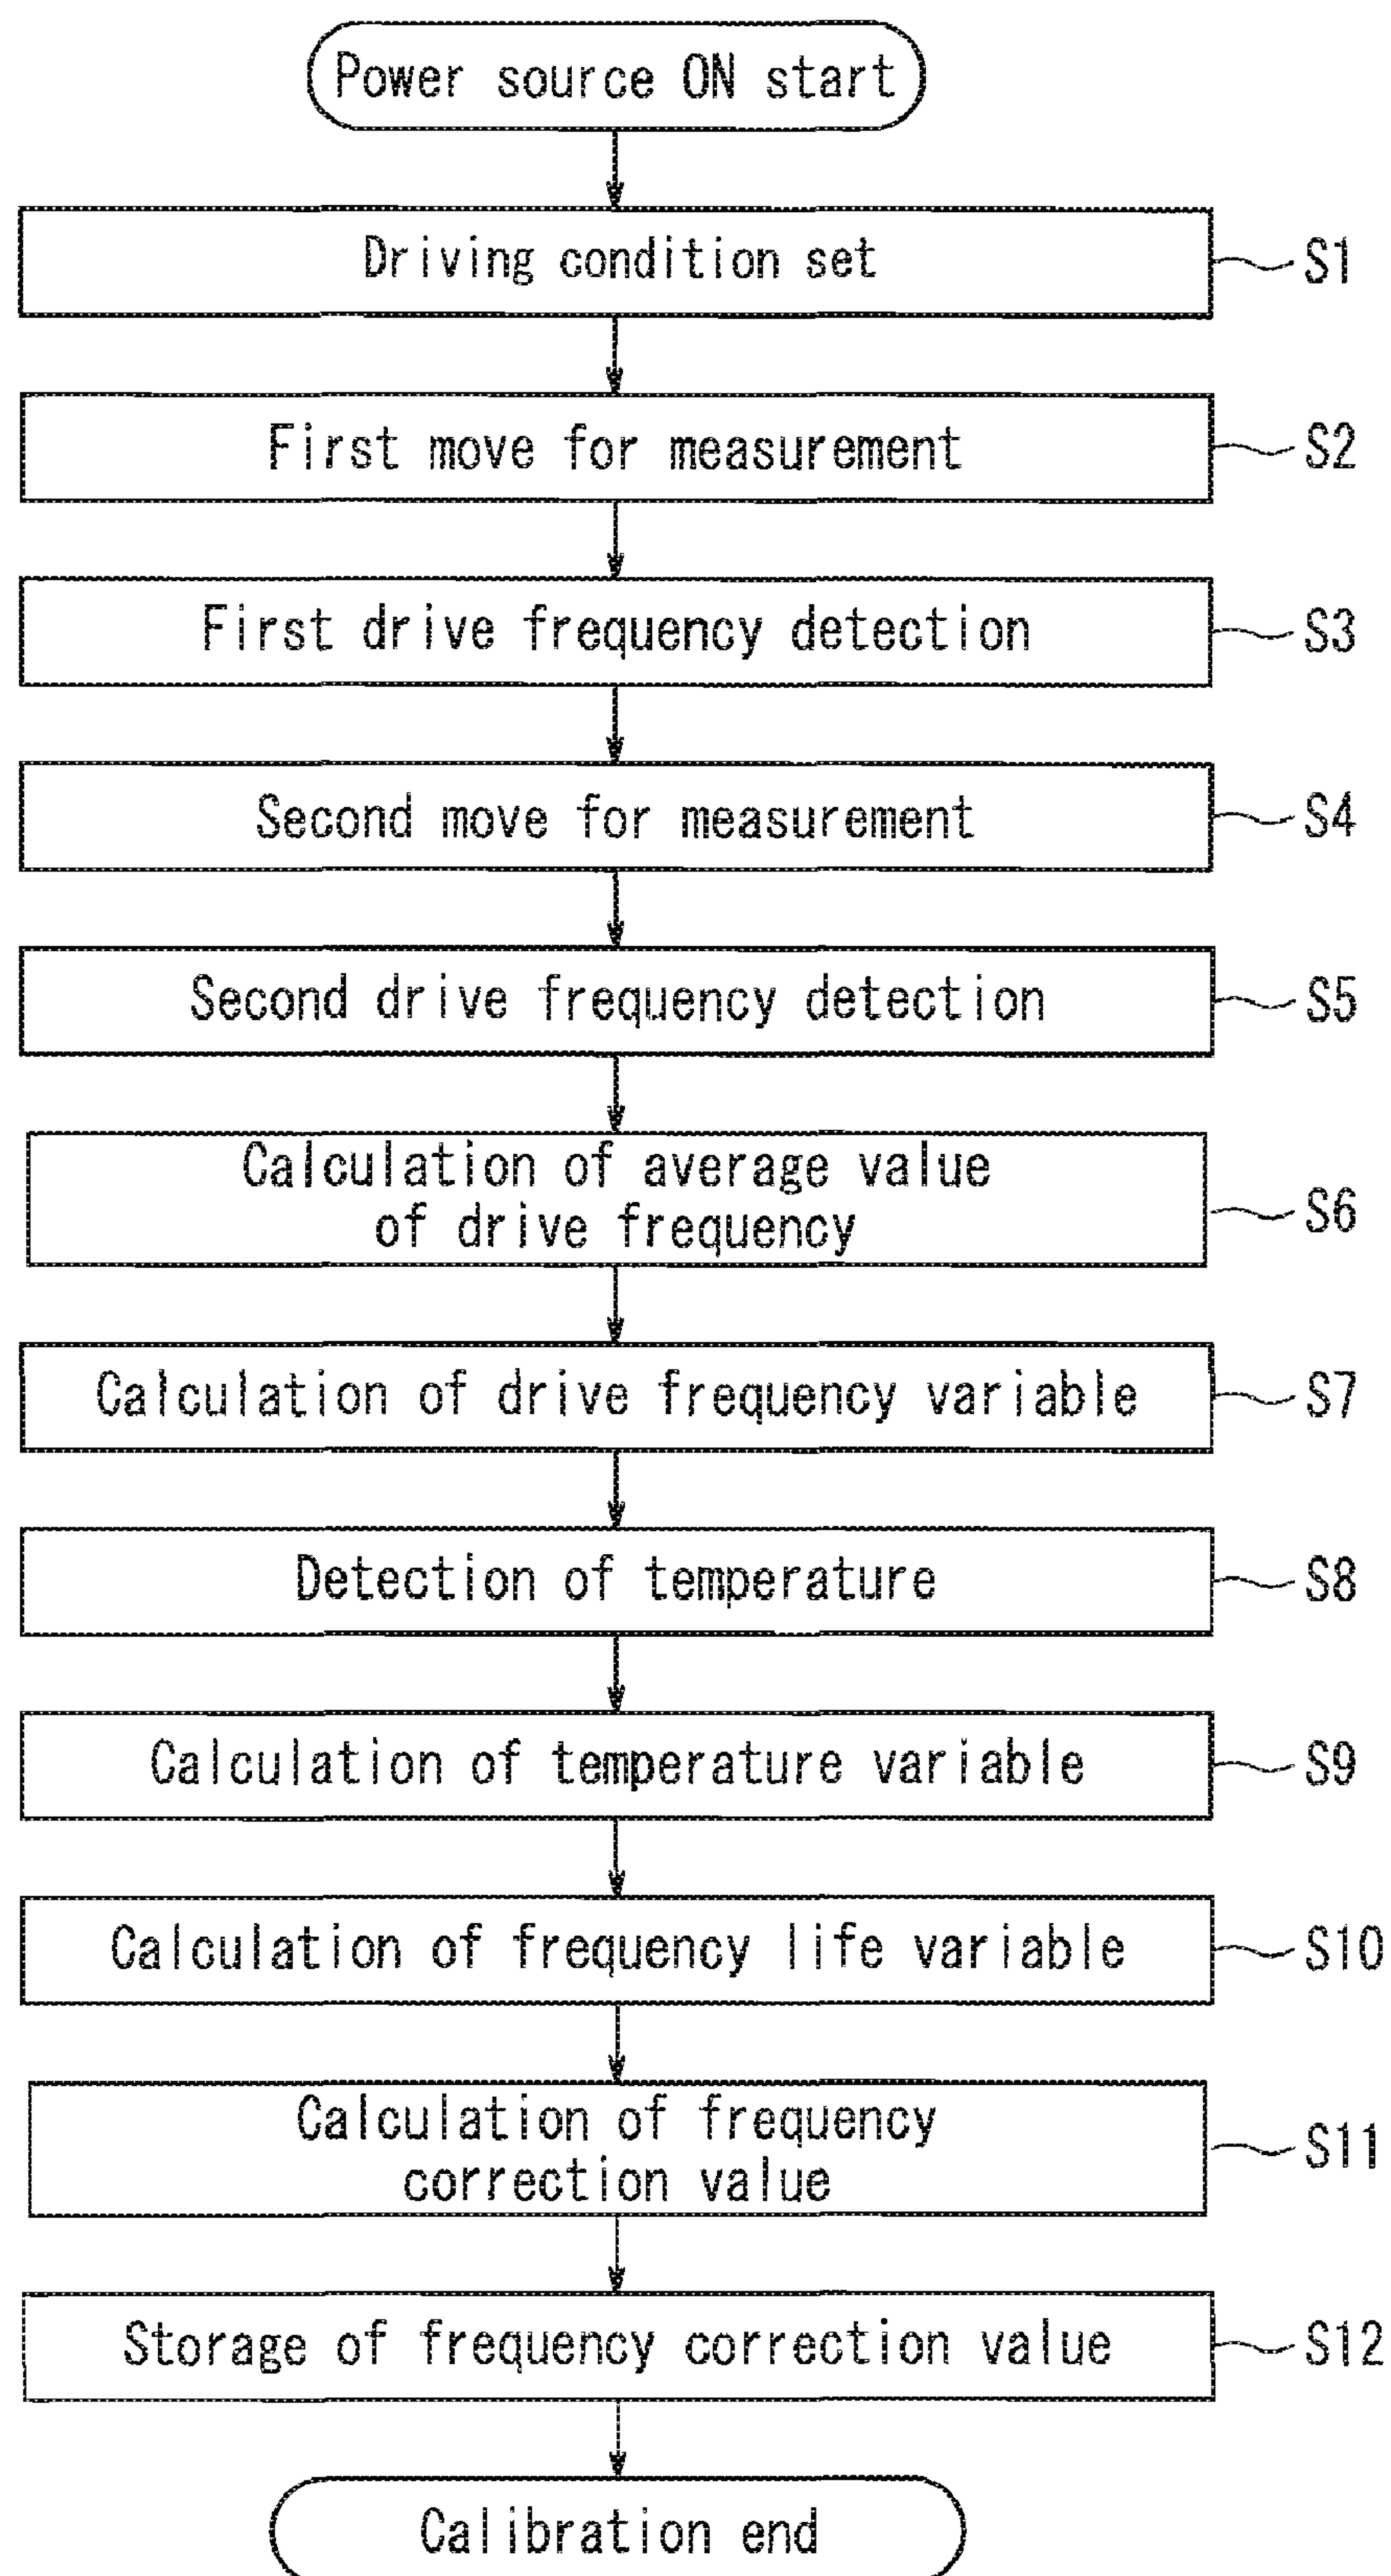 Power source ON start
Driving condition set
S1
First move for measurement
S2
First drive frequency detection
S3
Second move for measurement
S4
Second drive frequency detection
S5
Calculation of average value
of drive frequency
S6
Calculation of drive frequency variable
S7
Detection of temperature
S8
Calculation of temperature variable
S9
Calculation of frequency life variable
S10
Calculation of frequency
correction value
S11
Storage of frequency correction value
S12
Calibration end